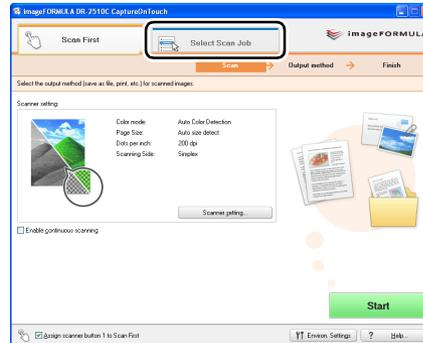 imageFORMULA DR-2510C CaptureOnTouch
Scan First
Select Scan Job
imageFORMULA
Scan
Output method
Finish
Select the output method (save as file, print, etc.) for scanned images.
Scanner setting:
Color mode: Auto Color Detection
Page Size: Auto size detect
Dots per inch: 200 dpi
Scanning Side: Simplex
Scanner setting...
Enable continuous scanning
Start
Assign scanner button 1 to Scan First
Environ. Settings
? Help...